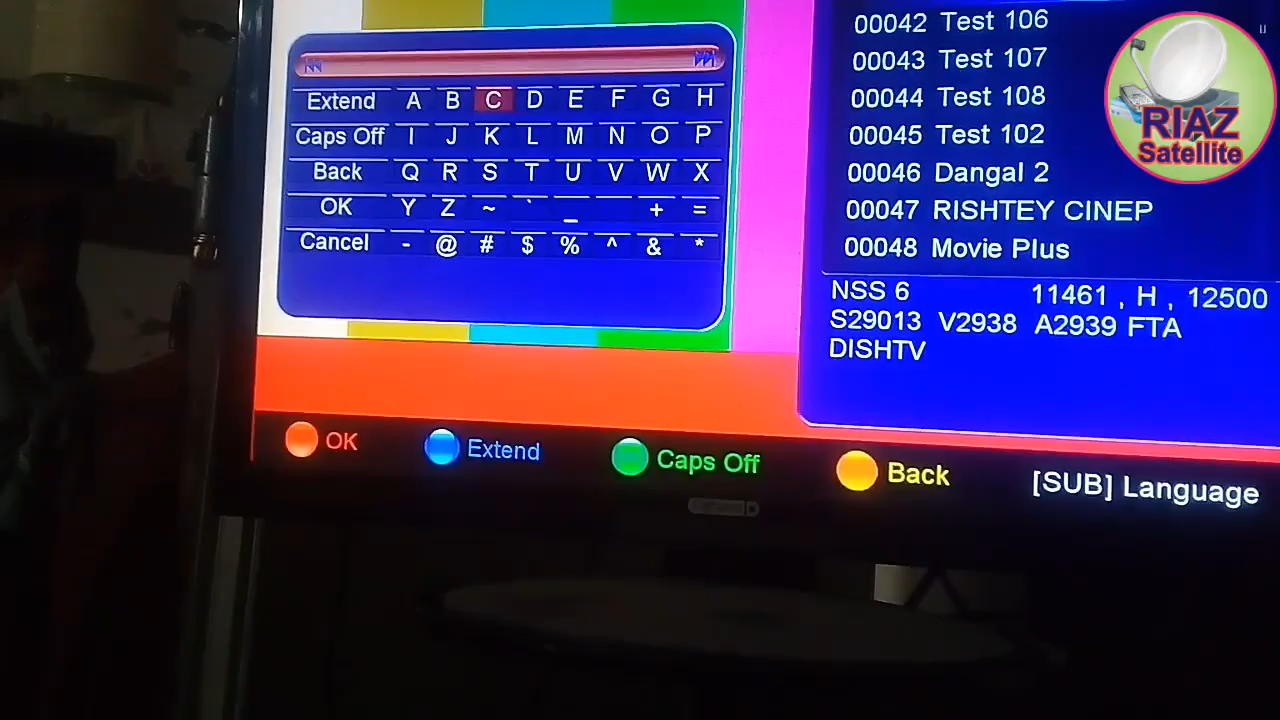 Extend A B C D E F G H
Caps Off I J K L M N O P
Back Q R S T U V W X
OK Y Z ~ ` _ + =
Cancel - @ # $ % ^ & *
00042 Test 106
00043 Test 107
00044 Test 108
00045 Test 102
00046 Dangal 2
00047 RISHTEY CINEP
00048 Movie Plus
NSS 6 11461 , H , 12500
S29013 V2938 A2939 FTA
DISHTV
OK Extend Caps Off Back [SUB] Language
RIAZ
Satellite